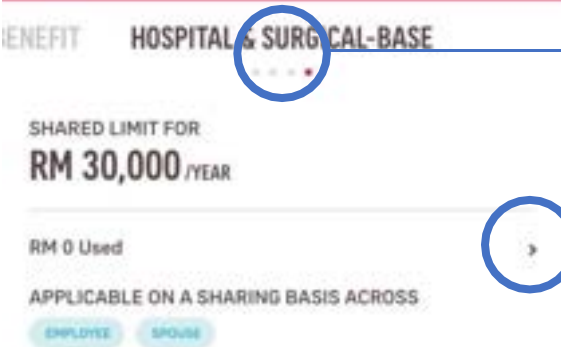 ENEFIT HOSPITAL & SURGICAL-BASE
SHARED LIMIT FOR
RM 30,000 /YEAR
RM 0 Used
APPLICABLE ON A SHARING BASIS ACROSS
EMPLOYEE SPOUSE